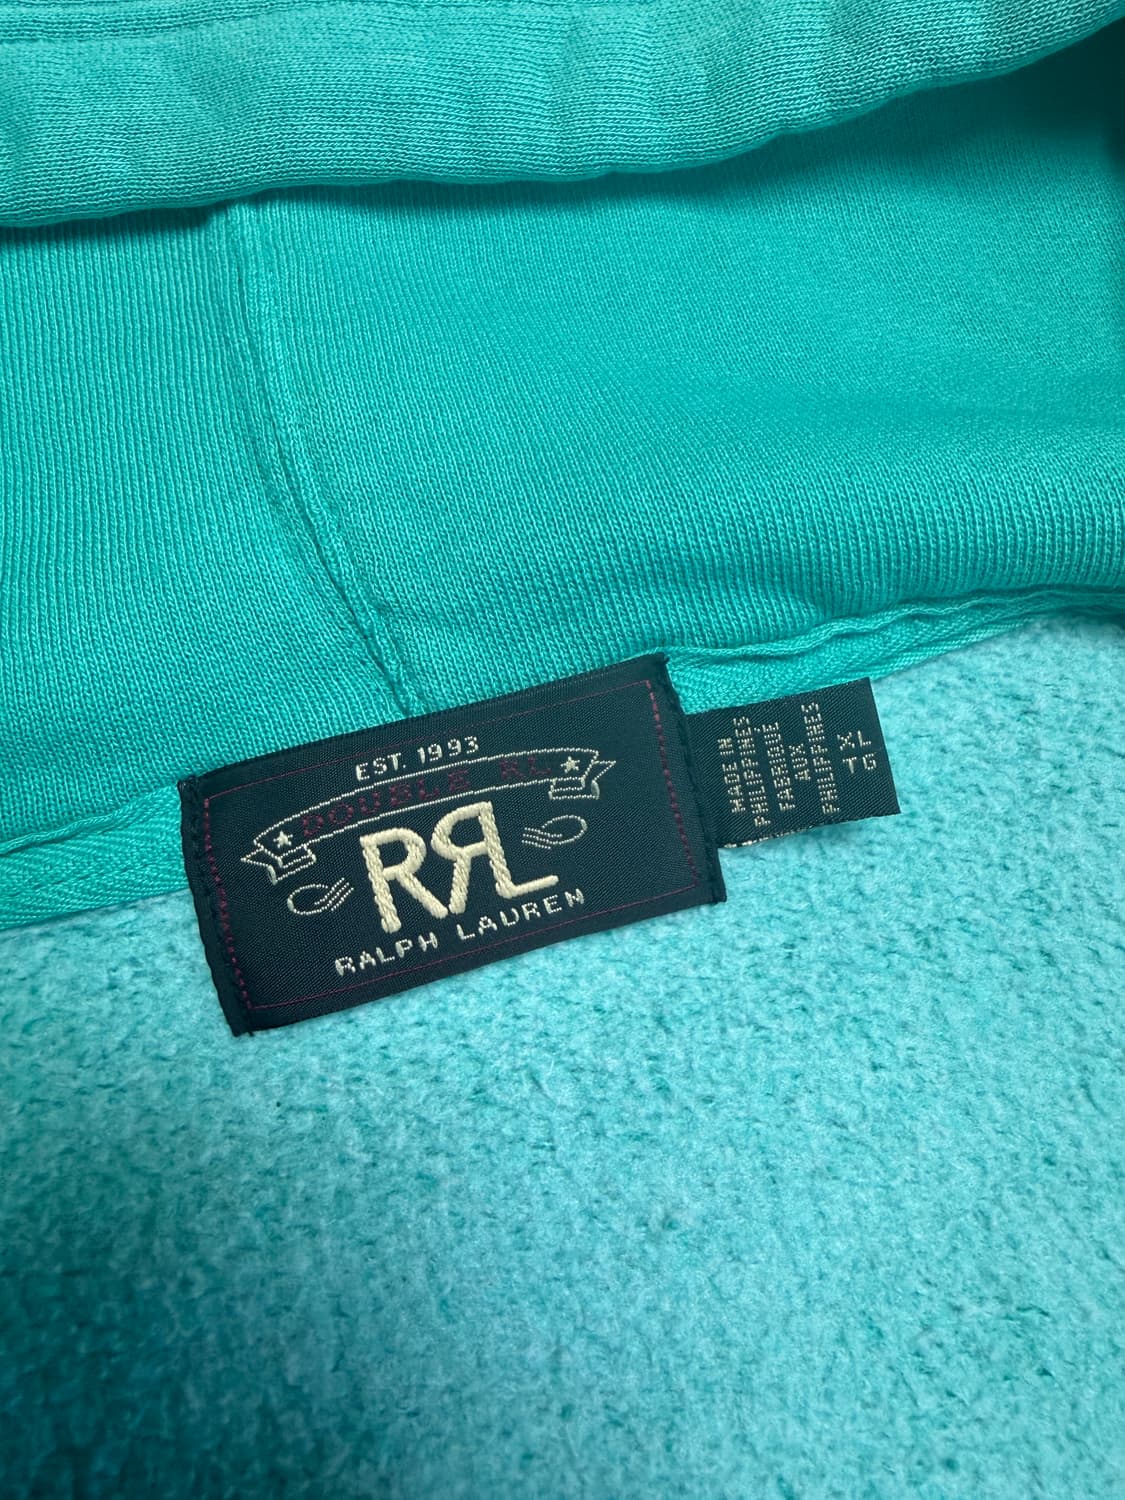 EST. 1993
DOUBLE RL
RRL
RALPH LAUREN
MADE IN
PHILIPPINES
FABRIQUÉ
AUX
PHILIPPINES
XL
TG